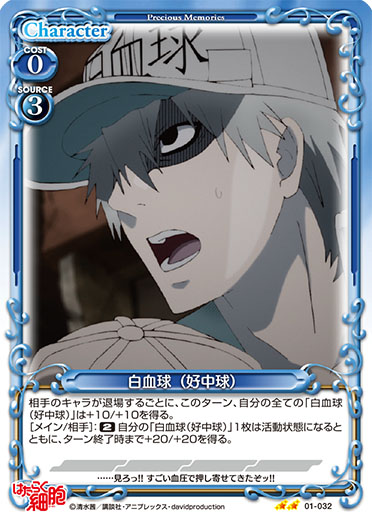 Precious Memories
Character
COST
0
SOURCE
3
白血球
白血球（好中球）
相手のキャラが退場するごとに、このターン、自分の全ての「白血球
（好中球）」は+10/+10を得る。
［メイン/相手］：2 自分の「白血球（好中球）」1枚は活動状態になると
ともに、ターン終了時まで+20/+20を得る。
……見ろっ!! すごい血圧で押し寄せてきたぞッ!!
はたらく細胞
©清水茜／講談社・アニプレックス・davidproduction
★★ 01-032